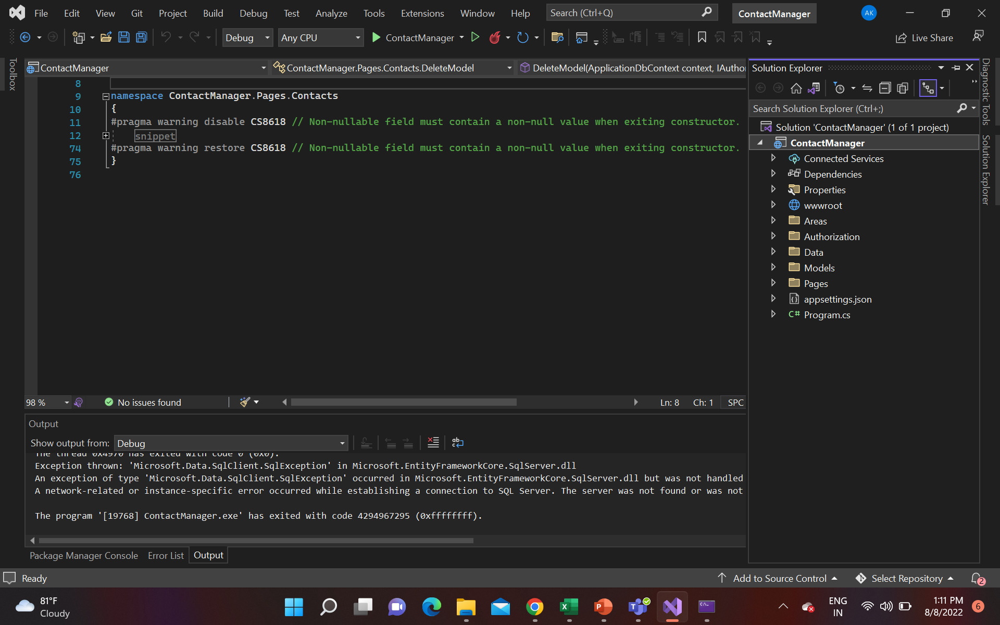 File Edit View Git Project Build Debug Test Analyze Tools Extensions Window Help Search (Ctrl+Q) ContactManager AK
Debug Any CPU ContactManager Live Share
Toolbox
ContactManager ContactManager.Pages.Contacts.DeleteModel DeleteModel(ApplicationDbContext context, IAutho
8
9 namespace ContactManager.Pages.Contacts
10 {
11 #pragma warning disable CS8618 // Non-nullable field must contain a non-null value when exiting constructor.
12 snippet
74 #pragma warning restore CS8618 // Non-nullable field must contain a non-null value when exiting constructor.
75 }
76
98 % No issues found Ln: 8 Ch: 1 SPC
Output
Show output from: Debug
The thread 0x4970 has exited with code 0 (0x0).
Exception thrown: 'Microsoft.Data.SqlClient.SqlException' in Microsoft.EntityFrameworkCore.SqlServer.dll
An exception of type 'Microsoft.Data.SqlClient.SqlException' occurred in Microsoft.EntityFrameworkCore.SqlServer.dll but was not handled
A network-related or instance-specific error occurred while establishing a connection to SQL Server. The server was not found or was not
The program '[19768] ContactManager.exe' has exited with code 4294967295 (0xffffffff).
Package Manager Console Error List Output
Solution Explorer
Search Solution Explorer (Ctrl+;)
Solution 'ContactManager' (1 of 1 project)
ContactManager
Connected Services
Dependencies
Properties
wwwroot
Areas
Authorization
Data
Models
Pages
appsettings.json
C# Program.cs
Diagnostic Tools
Solution Explorer
Ready Add to Source Control Select Repository 2
81°F
Cloudy
ENG
IN
1:11 PM
8/8/2022
6